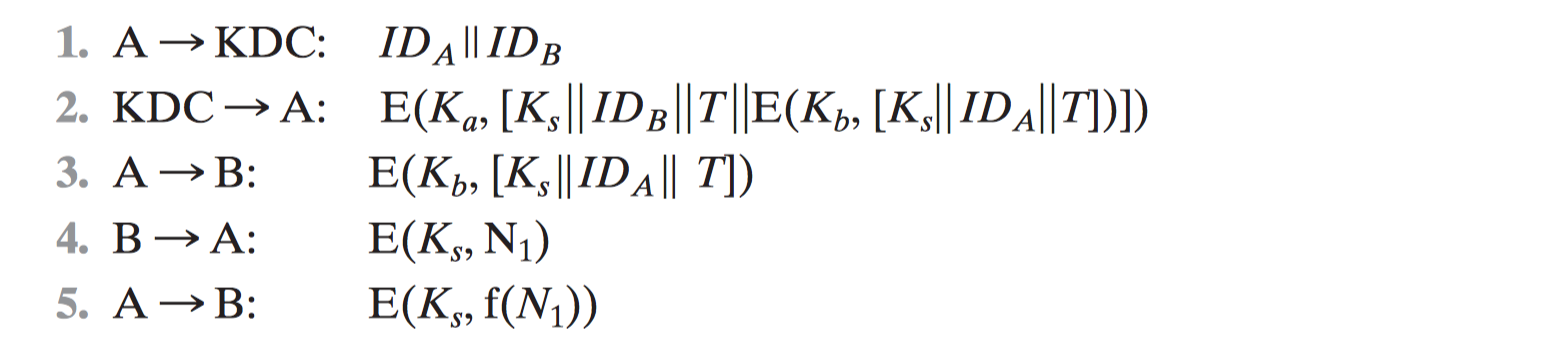 1. A → KDC: ID_A||ID_B
2. KDC → A: E(K_a, [K_s||ID_B||T||E(K_b, [K_s||ID_A||T])])
3. A → B: E(K_b, [K_s||ID_A|| T])
4. B → A: E(K_s, N_1)
5. A → B: E(K_s, f(N_1))